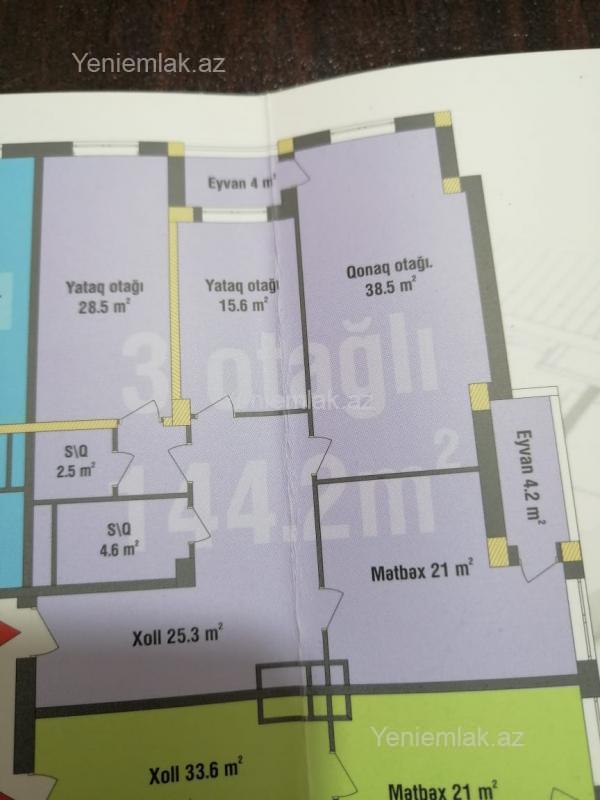 Yeniemlak.az
Eyvan 4 m²
Yataq otağı
28.5 m²
Yataq otağı
15.6 m²
Qonaq otağı.
38.5 m²
3 otaqlı
144.2m²
Yeniemlak.az
S\Q
2.5 m²
Eyvan 4.2 m²
S\Q
4.6 m²
Mətbəx 21 m²
Xoll 25.3 m²
Yeniemlak.az
Xoll 33.6 m²
Mətbəx 21 m²